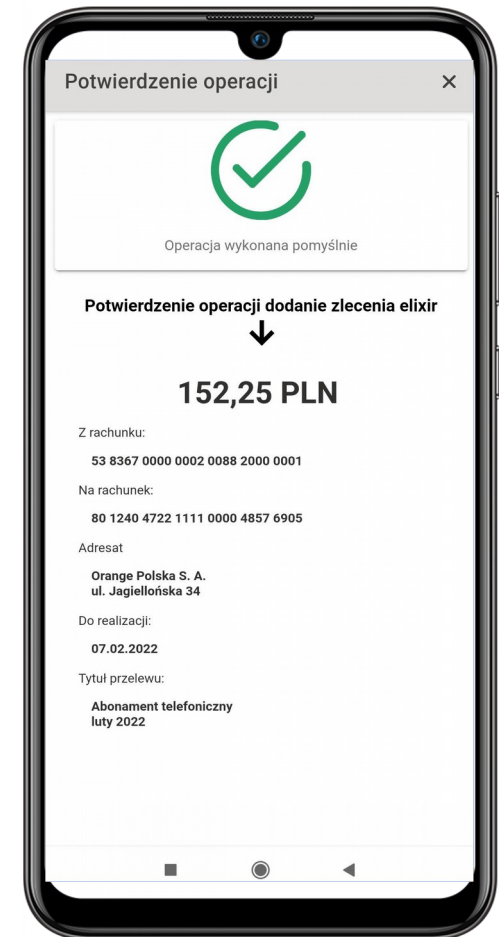 Potwierdzenie operacji
Operacja wykonana pomyślnie
Potwierdzenie operacji dodanie zlecenia elixir
152,25 PLN
Z rachunku:
53 8367 0000 0002 0088 2000 0001
Na rachunek:
80 1240 4722 1111 0000 4857 6905
Adresat
Orange Polska S. A.
ul. Jagiellońska 34
Do realizacji:
07.02.2022
Tytuł przelewu:
Abonament telefoniczny
luty 2022